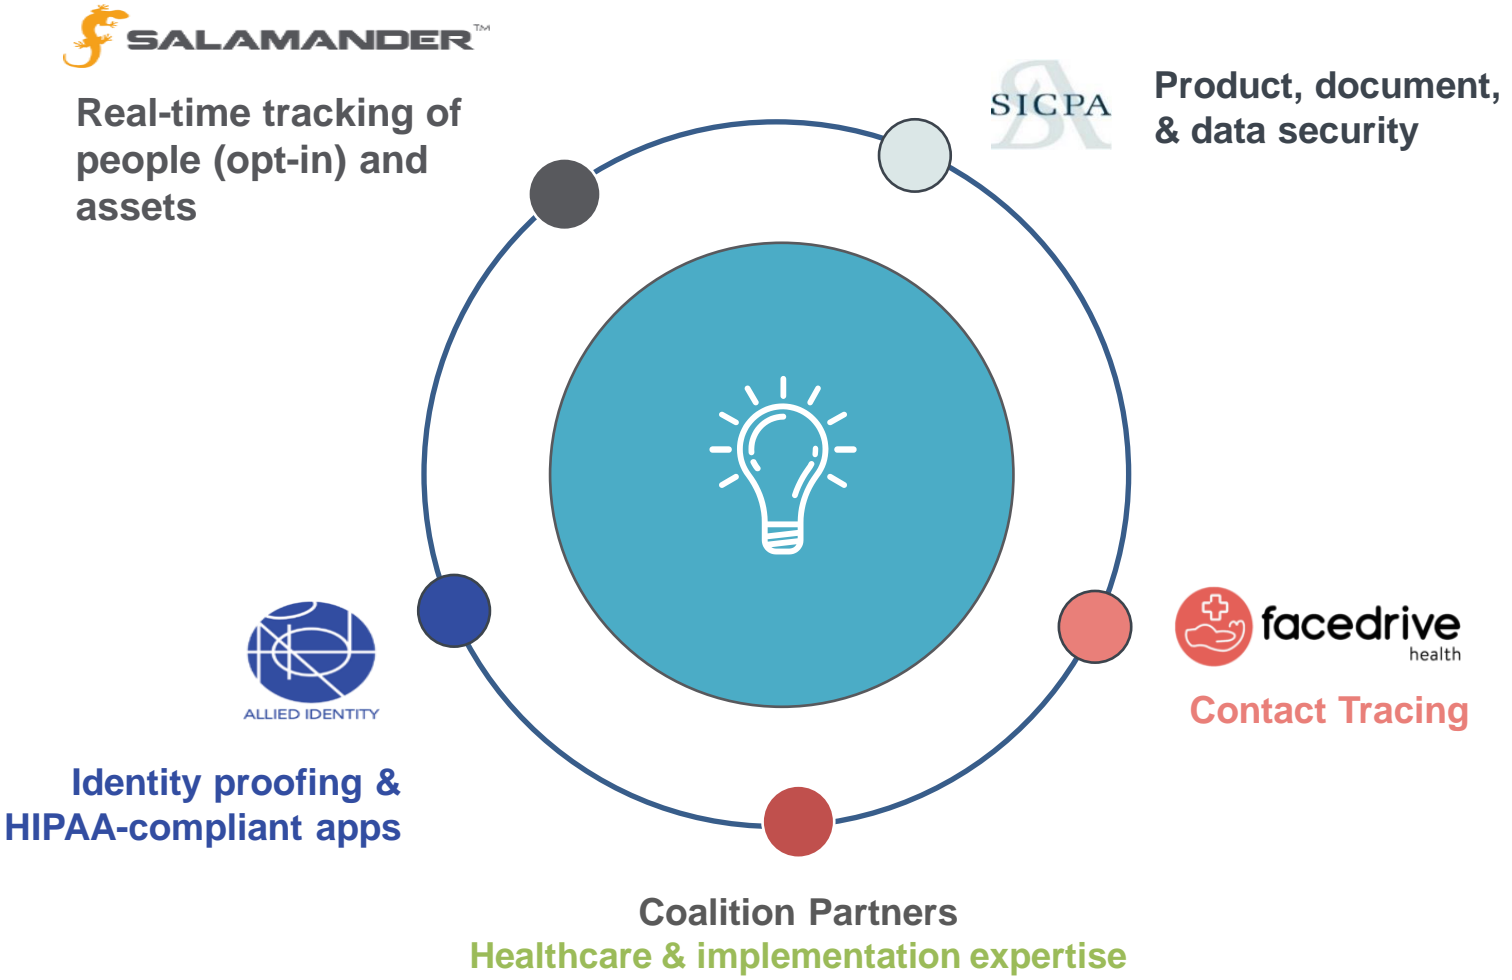 SALAMANDER™
Real-time tracking of
people (opt-in) and
assets
SICPA
Product, document,
& data security
facedrive
health
Contact Tracing
ALLIED IDENTITY
Identity proofing &
HIPAA-compliant apps
Coalition Partners
Healthcare & implementation expertise